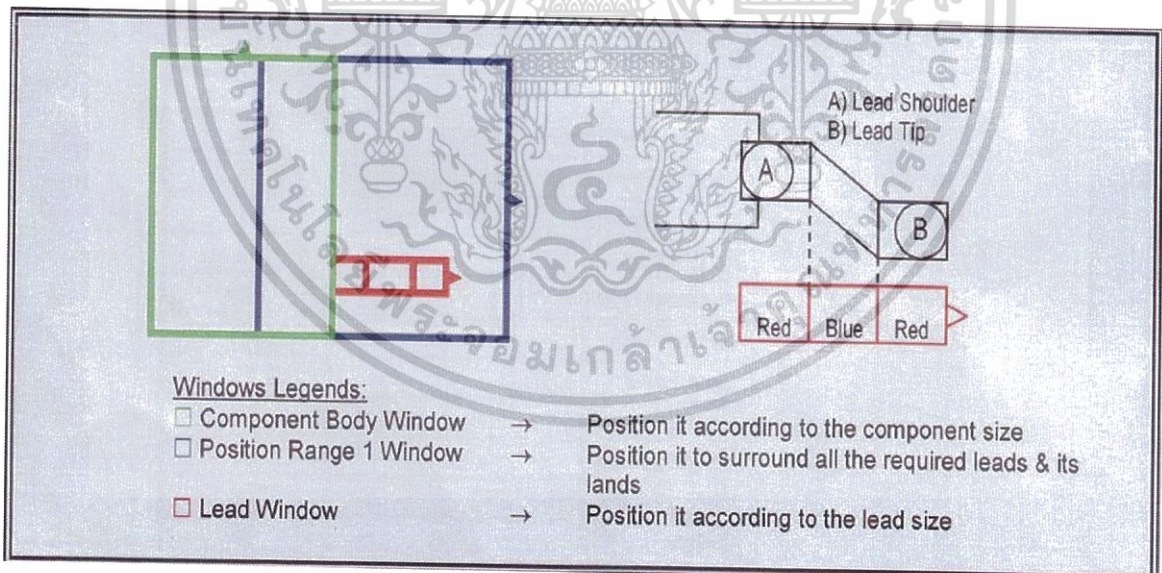 A) Lead Shoulder
B) Lead Tip
A
B
Red Blue Red
Windows Legends:
Component Body Window → Position it according to the component size
Position Range 1 Window → Position it to surround all the required leads & its
lands
Lead Window → Position it according to the lead size